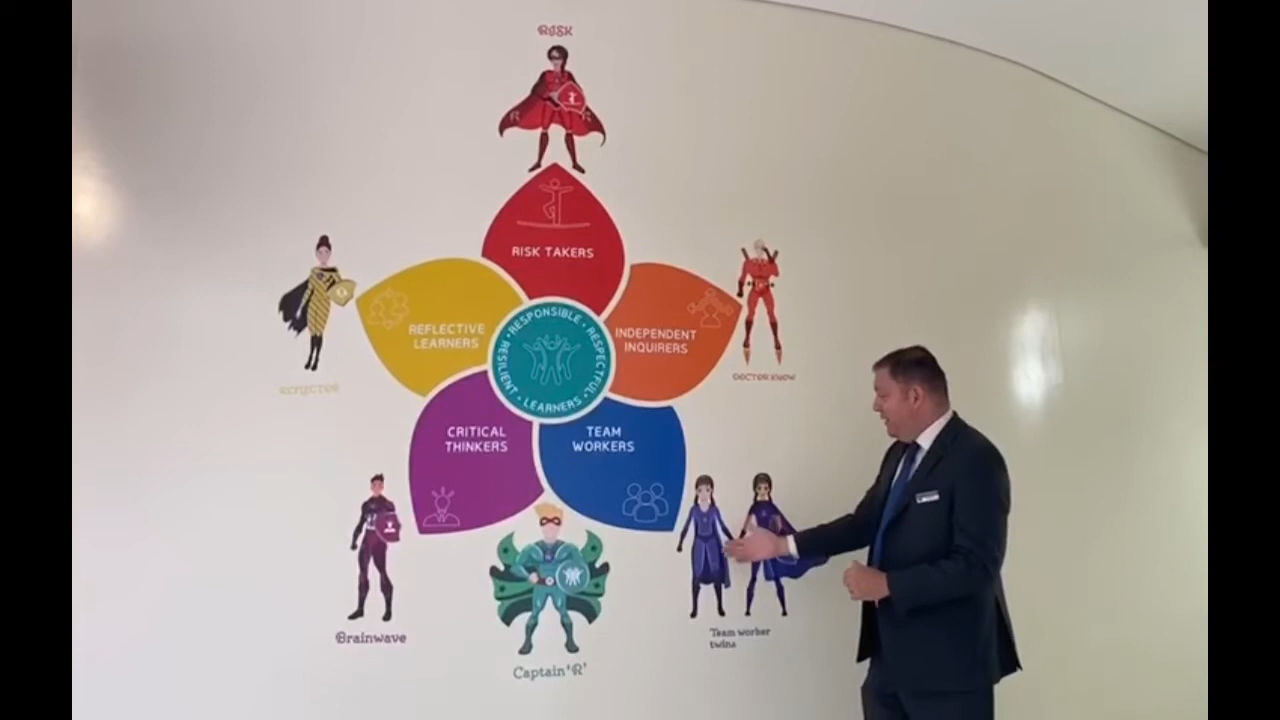 RISK
RISK TAKERS
REFLECTIVE
LEARNERS
INDEPENDENT
INQUIRERS
RESPONSIBLE • RESPECTFUL • LEARNERS • RESILIENT •
REFLECTOR
DOCTOR KNOW
CRITICAL
THINKERS
TEAM
WORKERS
Brainwave
Team worker
twins
Captain 'R'